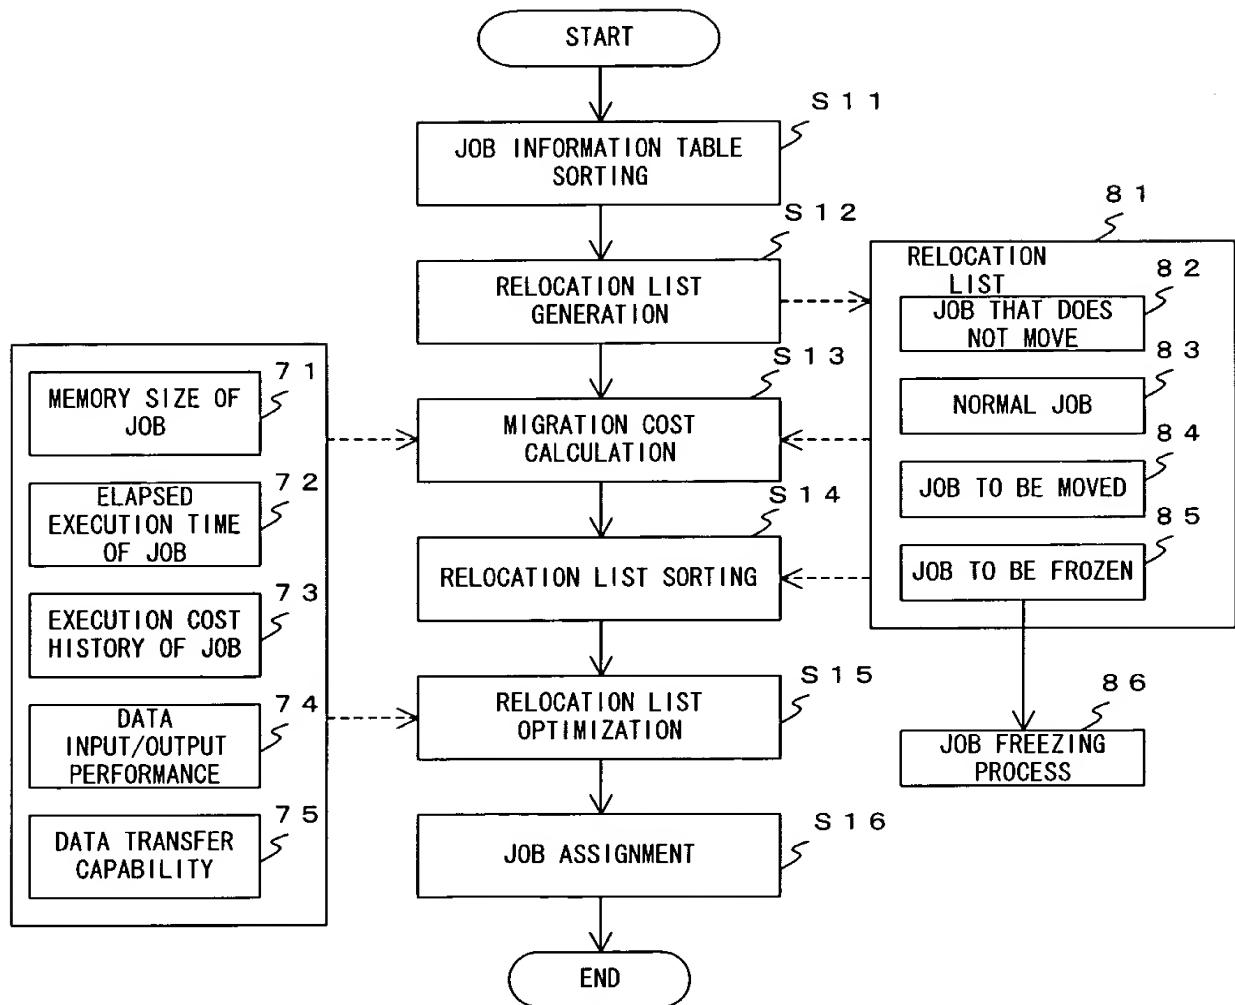 START
S11
JOB INFORMATION TABLE
SORTING
S12
RELOCATION LIST
GENERATION
S13
MIGRATION COST
CALCULATION
S14
RELOCATION LIST SORTING
S15
RELOCATION LIST
OPTIMIZATION
S16
JOB ASSIGNMENT
END
71
MEMORY SIZE OF
JOB
72
ELAPSED
EXECUTION TIME
OF JOB
73
EXECUTION COST
HISTORY OF JOB
74
DATA
INPUT/OUTPUT
PERFORMANCE
75
DATA TRANSFER
CAPABILITY
81
RELOCATION
LIST
82
JOB THAT DOES
NOT MOVE
83
NORMAL JOB
84
JOB TO BE MOVED
85
JOB TO BE FROZEN
86
JOB FREEZING
PROCESS